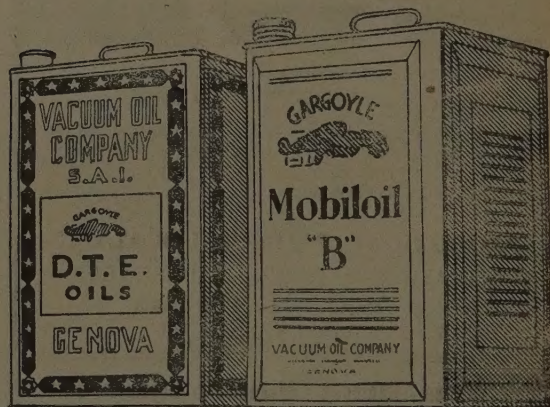 VACUUM OIL
COMPANY
S.A.I.
GARGOYLE
D.T.E.
OILS
GENOVA
GARGOYLE
Mobiloil
"B"
VACUUM OIL COMPANY
GENOVA